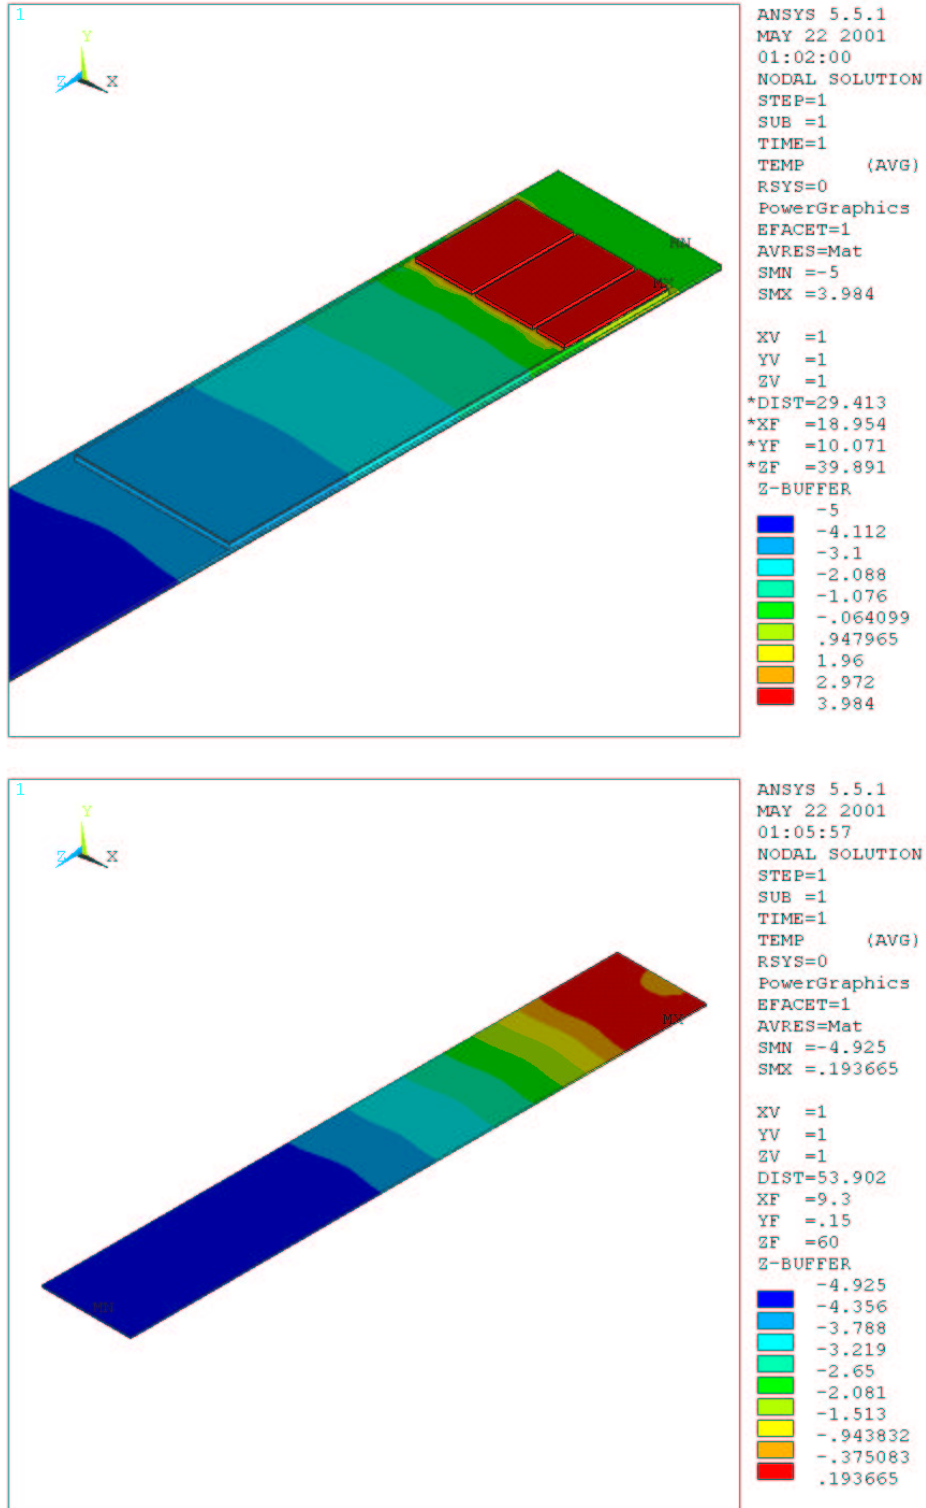 1
Y
Z X
MN
MX
ANSYS 5.5.1
MAY 22 2001
01:02:00
NODAL SOLUTION
STEP=1
SUB =1
TIME=1
TEMP (AVG)
RSYS=0
PowerGraphics
EFACET=1
AVRES=Mat
SMN =-5
SMX =3.984
XV =1
YV =1
ZV =1
*DIST=29.413
*XF =18.954
*YF =10.071
*ZF =39.891
Z-BUFFER
-5
-4.112
-3.1
-2.088
-1.076
-.064099
.947965
1.96
2.972
3.984
1
Y
Z X
MX
MN
ANSYS 5.5.1
MAY 22 2001
01:05:57
NODAL SOLUTION
STEP=1
SUB =1
TIME=1
TEMP (AVG)
RSYS=0
PowerGraphics
EFACET=1
AVRES=Mat
SMN =-4.925
SMX =.193665
XV =1
YV =1
ZV =1
DIST=53.902
XF =9.3
YF =.15
ZF =60
Z-BUFFER
-4.925
-4.356
-3.788
-3.219
-2.65
-2.081
-1.513
-.943832
-.375083
.193665